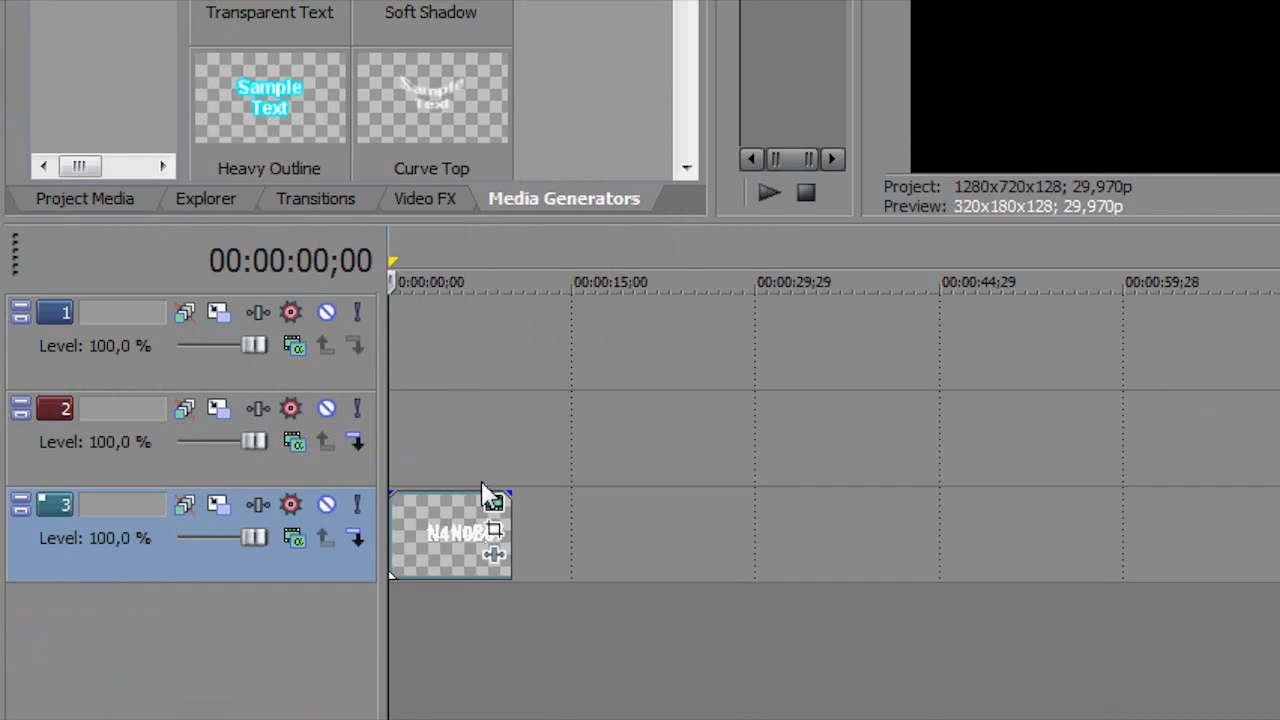 Transparent Text
Soft Shadow
Sample
Text
Sample
Text
Heavy Outline
Curve Top
Project Media
Explorer
Transitions
Video FX
Media Generators
Project: 1280x720x128; 29,970p
Preview: 320x180x128; 29,970p
00:00:00;00
0:00:00;00
00:00:15;00
00:00:29;29
00:00:44;29
00:00:59;28
1
Level: 100,0 %
2
Level: 100,0 %
3
Level: 100,0 %